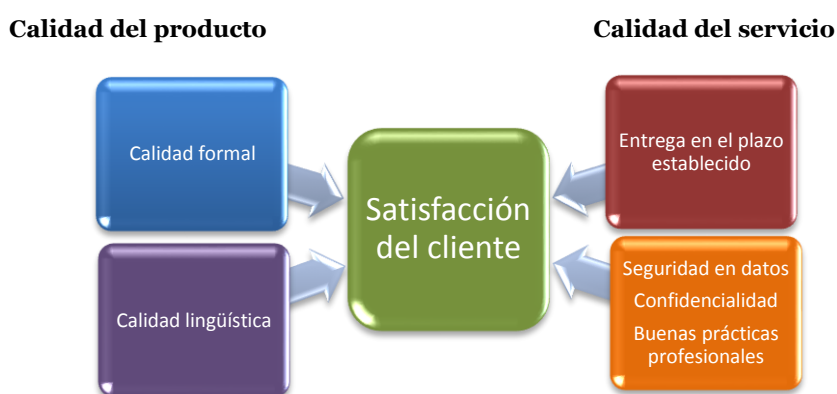 Calidad del producto
Calidad del servicio
Calidad formal
Entrega en el plazo
establecido
Satisfacción
del cliente
Calidad lingüística
Seguridad en datos
Confidencialidad
Buenas prácticas
profesionales